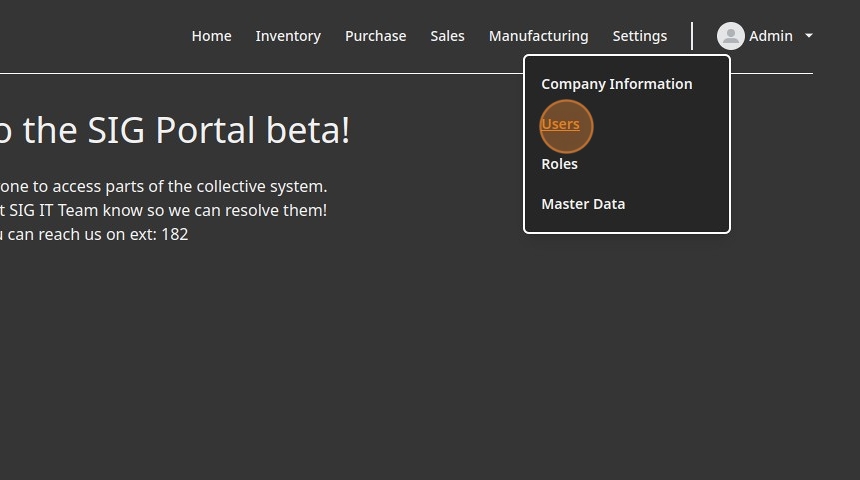 Home Inventory Purchase Sales Manufacturing Settings Admin
Company Information
Users
Roles
Master Data
o the SIG Portal beta!
one to access parts of the collective system.
t SIG IT Team know so we can resolve them!
u can reach us on ext: 182